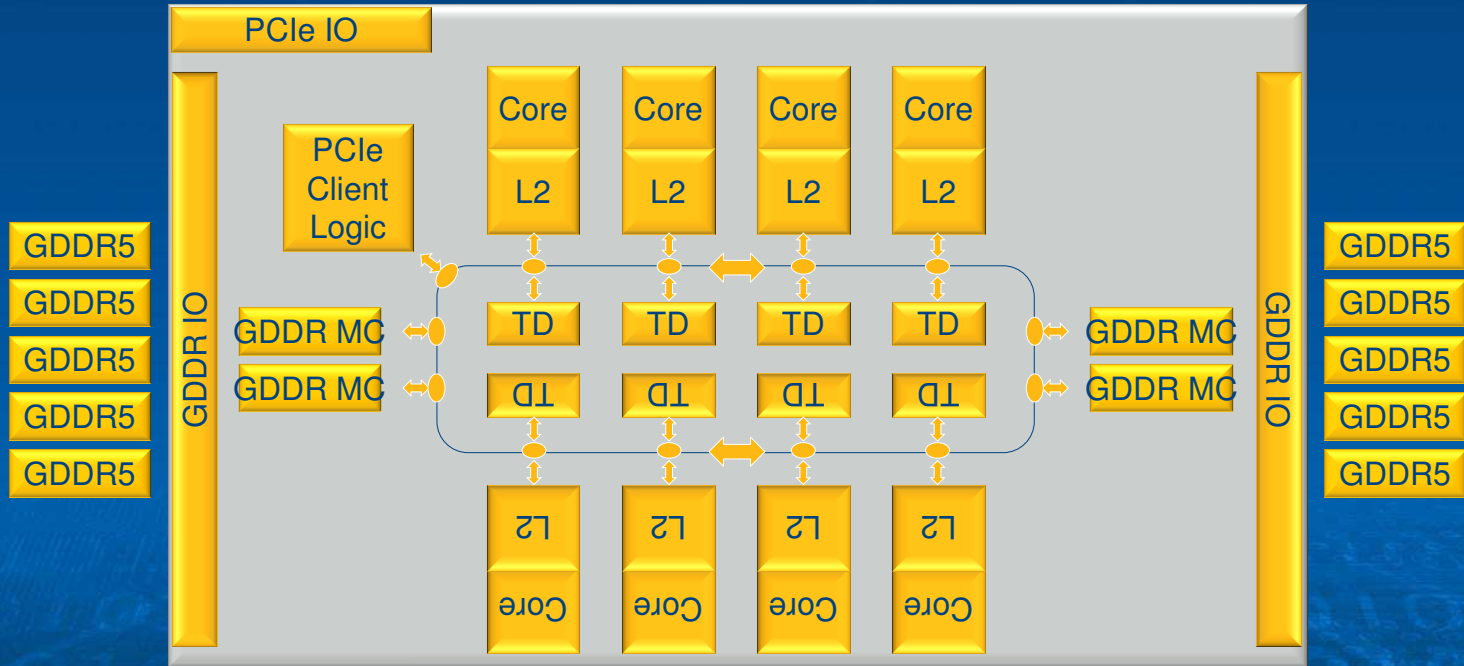 PCIe IO
Core
Core
Core
Core
PCIe
Client
Logic
L2
L2
L2
L2
GDDR5
GDDR5
GDDR5
GDDR5
GDDR5
GDDR IO
GDDR MC
GDDR MC
TD
TD
TD
TD
TD
TD
TD
TD
GDDR MC
GDDR MC
GDDR IO
GDDR5
GDDR5
GDDR5
GDDR5
GDDR5
L2
L2
L2
L2
Core
Core
Core
Core